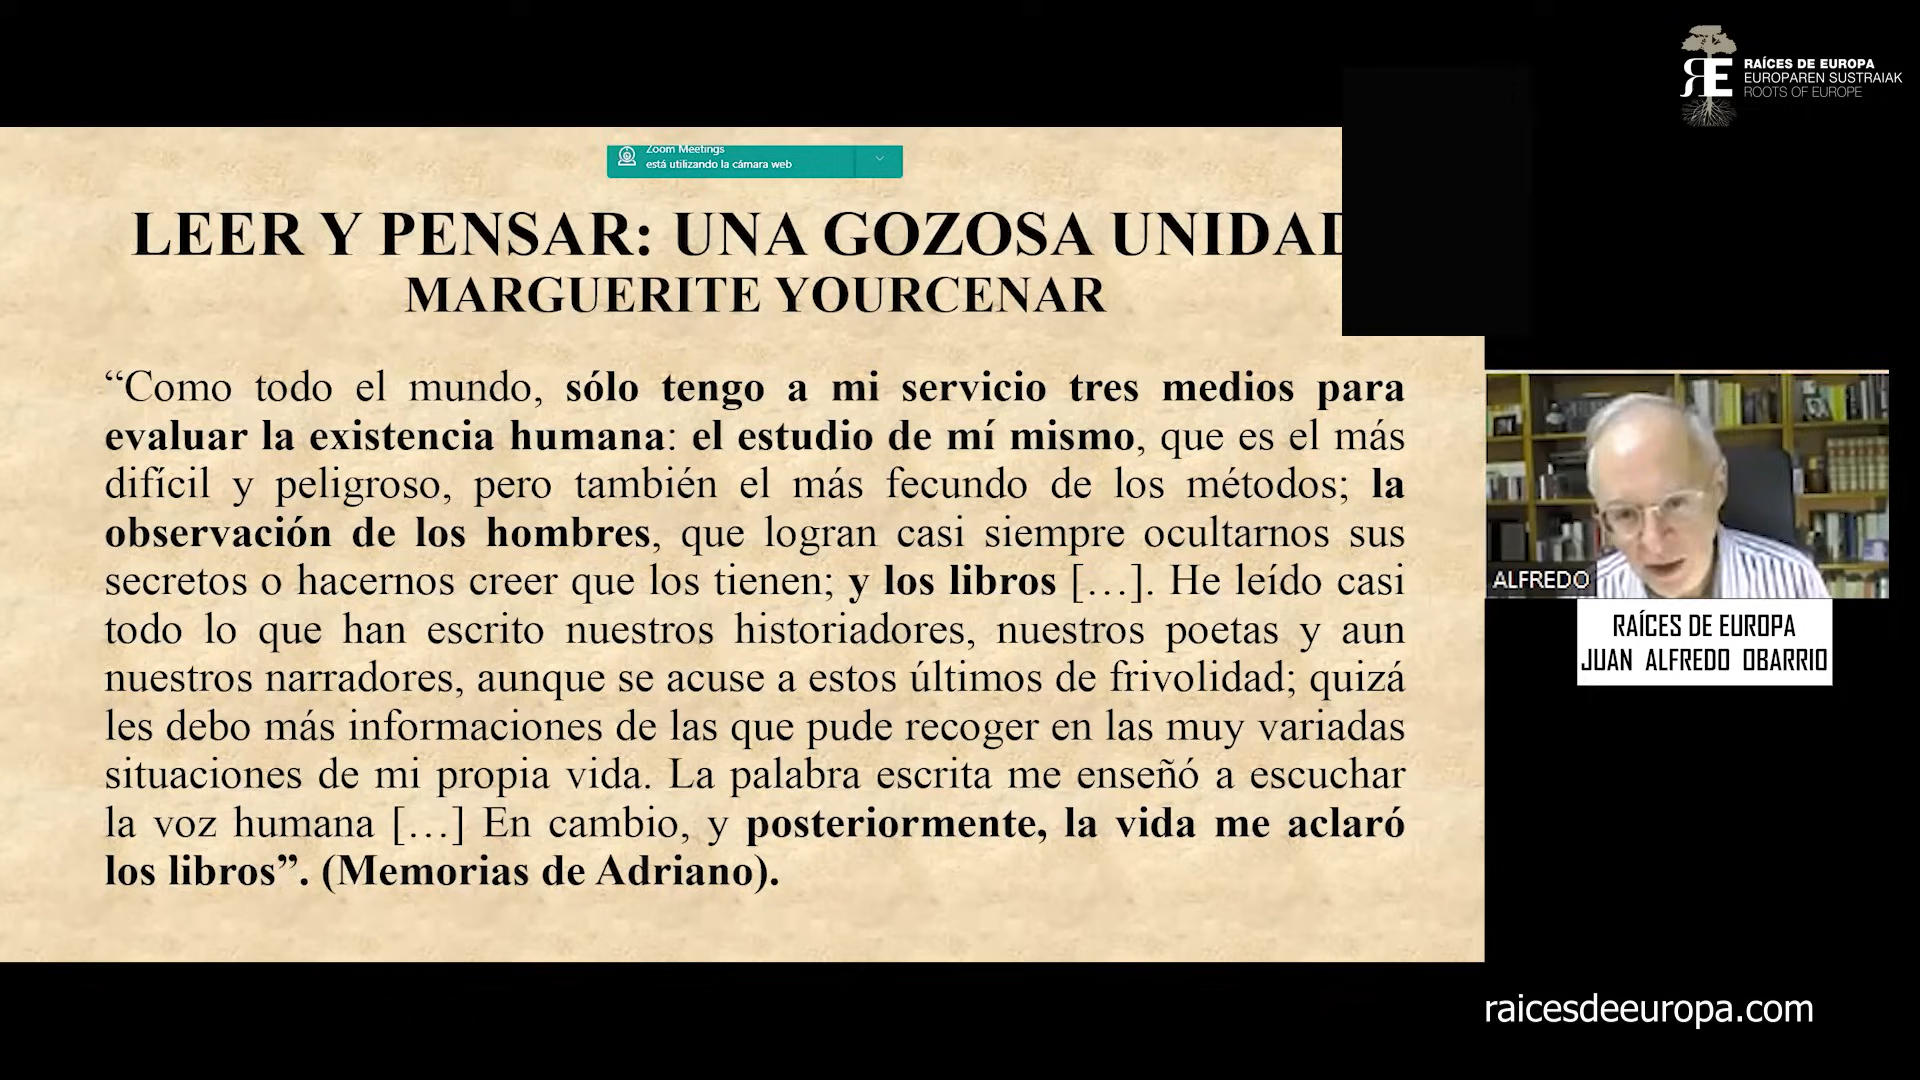 RAÍCES DE EUROPA
EUROPAREN SUSTRAIAK
ROOTS OF EUROPE
Zoom Meetings
está utilizando la cámara web
LEER Y PENSAR: UNA GOZOSA UNIDAD
MARGUERITE YOURCENAR
“Como todo el mundo, sólo tengo a mi servicio tres medios para
evaluar la existencia humana: el estudio de mí mismo, que es el más
difícil y peligroso, pero también el más fecundo de los métodos; la
observación de los hombres, que logran casi siempre ocultarnos sus
secretos o hacernos creer que los tienen; y los libros […]. He leído casi
todo lo que han escrito nuestros historiadores, nuestros poetas y aun
nuestros narradores, aunque se acuse a estos últimos de frivolidad; quizá
les debo más informaciones de las que pude recoger en las muy variadas
situaciones de mi propia vida. La palabra escrita me enseñó a escuchar
la voz humana […] En cambio, y posteriormente, la vida me aclaró
los libros”. (Memorias de Adriano).
ALFREDO
RAÍCES DE EUROPA
JUAN ALFREDO OBARRIO
raicesdeeuropa.com